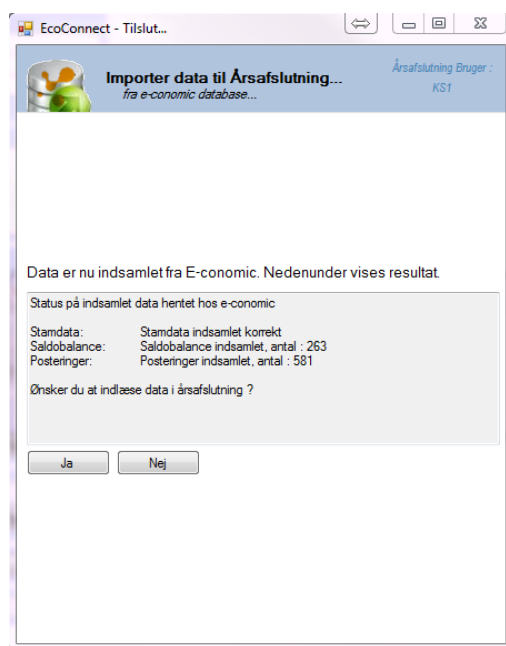 EcoConnect - Tilslut...
Importer data til Årsafslutning...
fra e-conomic database...
Årsafslutning Bruger :
KS1
Data er nu indsamlet fra E-conomic. Nedenunder vises resultat.
Status på indsamlet data hentet hos e-conomic
Stamdata: Stamdata indsamlet korrekt
Saldobalance: Saldobalance indsamlet, antal : 263
Posteringer: Posteringer indsamlet, antal : 581
Ønsker du at indlæse data i årsafslutning ?
Ja Nej